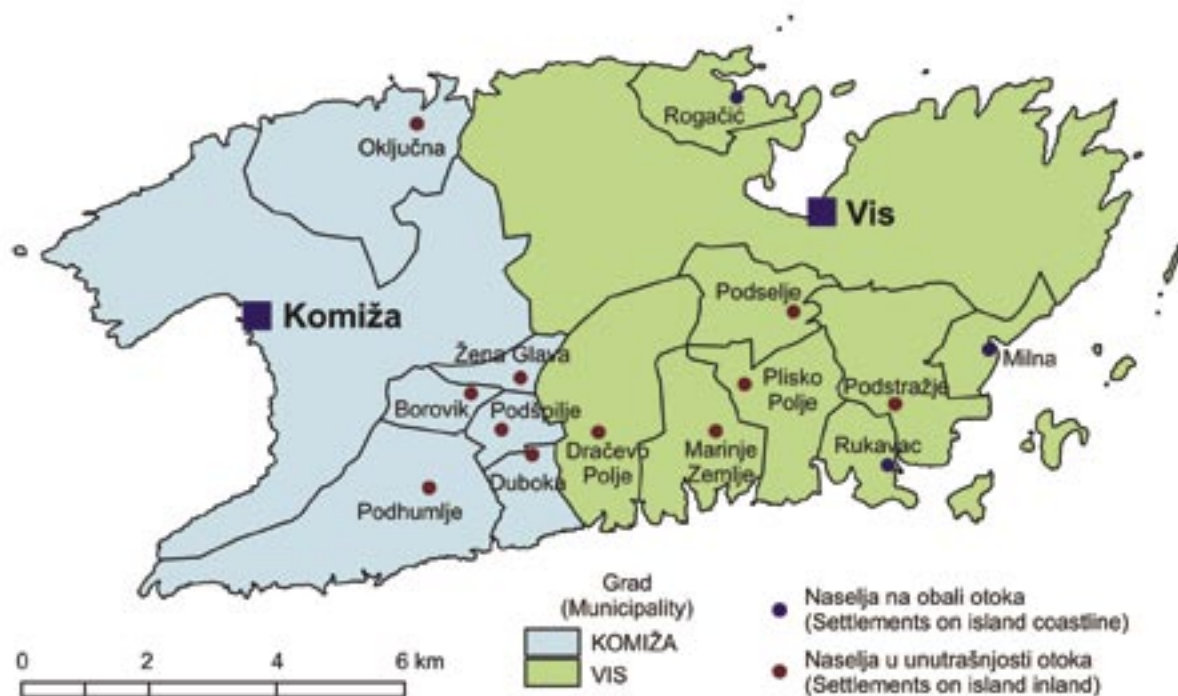 Rogačić
Oključna
Vis
Podselje
Komiža
Milna
Žena Glava
Plisko
Polje
Podstražje
Borovik
Podšpilje
Dračevo
Polje
Marinje
Zemlje
Rukavac
Duboka
Podhumlje
Grad
(Municipality)
KOMIŽA
VIS
Naselja na obali otoka
(Settlements on island coastline)
Naselja u unutrašnjosti otoka
(Settlements on island inland)
0 2 4 6 km